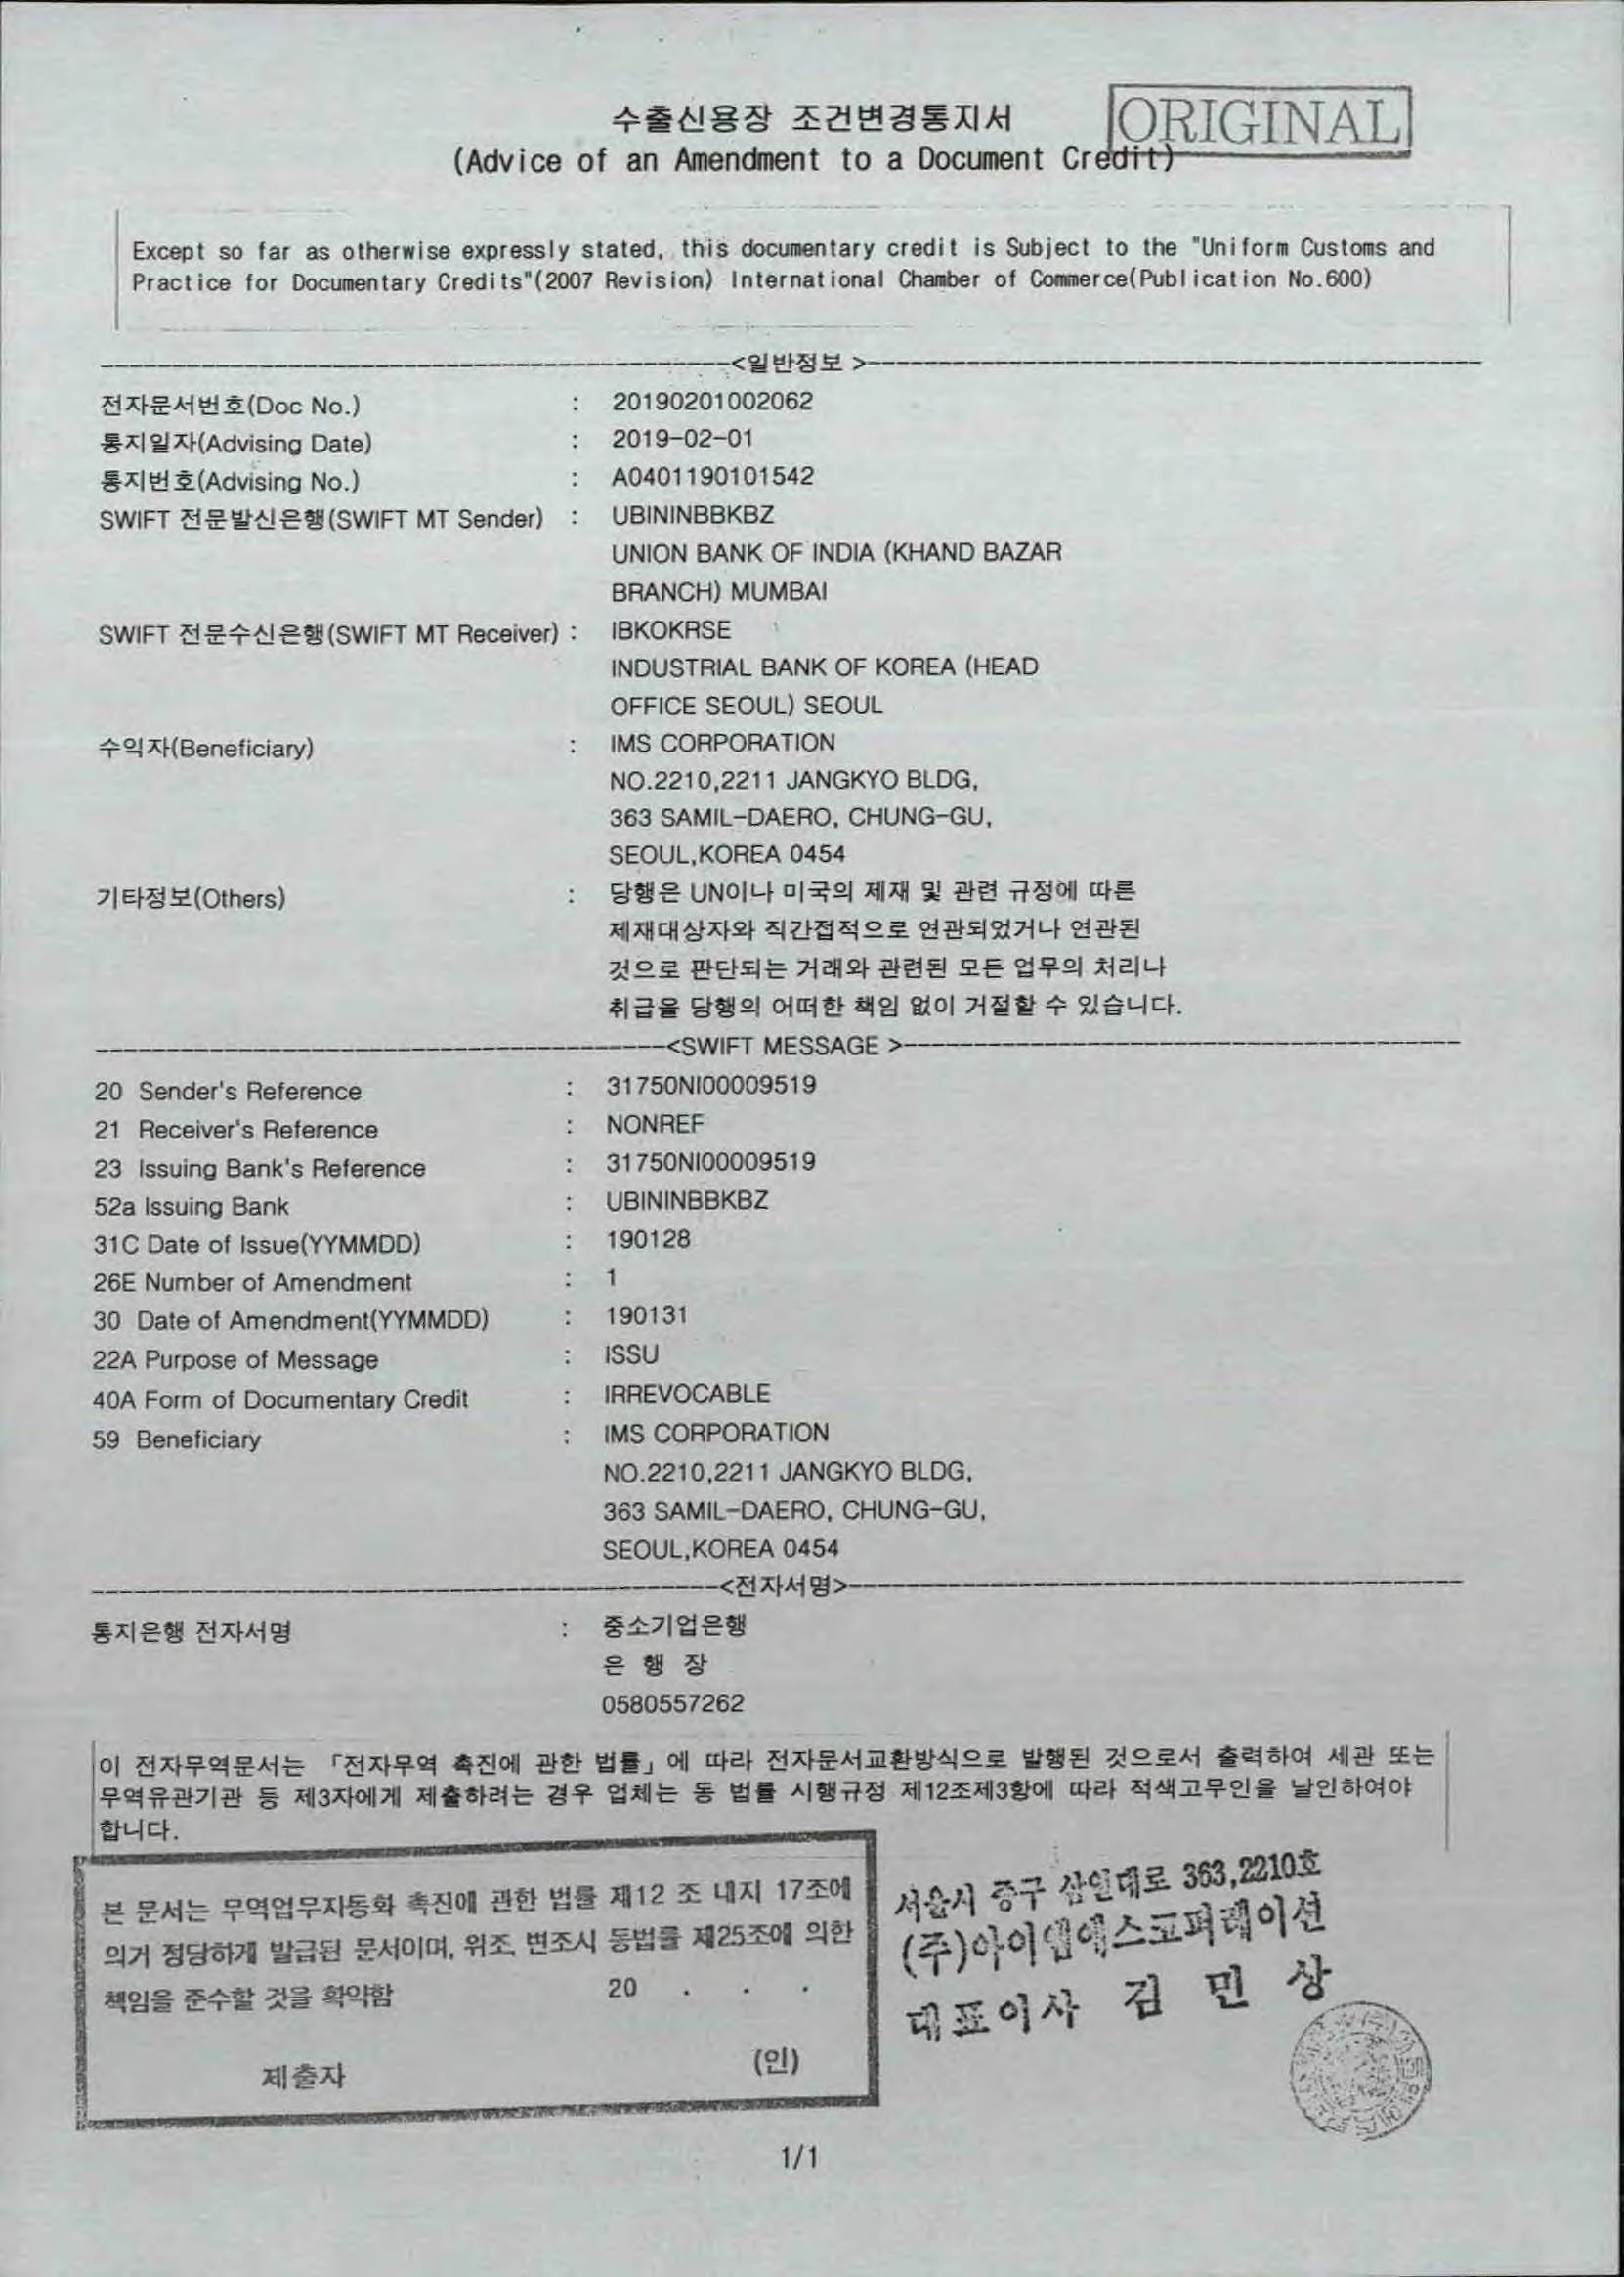 수출신용장 조건변경통지서
ORIGINAL
(Advice of an Amendment to a Document Credit)
Except so far as otherwise expressly stated, this documentary credit is Subject to the "Uniform Customs and
Practice for Documentary Credits"(2007 Revision) International Chamber of Commerce(Publication No.600)
<일반정보 >
전자문서번호(Doc No.) : 20190201002062
통지일자(Advising Date) : 2019-02-01
통지번호(Advising No.) : A0401190101542
SWIFT 전문발신은행(SWIFT MT Sender) : UBININBBKBZ
UNION BANK OF INDIA (KHAND BAZAR
BRANCH) MUMBAI
SWIFT 전문수신은행(SWIFT MT Receiver) : IBKOKRSE
INDUSTRIAL BANK OF KOREA (HEAD
OFFICE SEOUL) SEOUL
수익자(Beneficiary) : IMS CORPORATION
NO.2210,2211 JANGKYO BLDG,
363 SAMIL-DAERO, CHUNG-GU,
SEOUL,KOREA 0454
기타정보(Others) : 당행은 UN이나 미국의 제재 및 관련 규정에 따른
제재대상자와 직간접적으로 연관되었거나 연관된
것으로 판단되는 거래와 관련된 모든 업무의 처리나
취급을 당행의 어떠한 책임 없이 거절할 수 있습니다.
<SWIFT MESSAGE >
20 Sender's Reference : 31750NI00009519
21 Receiver's Reference : NONREF
23 Issuing Bank's Reference : 31750NI00009519
52a Issuing Bank : UBININBBKBZ
31C Date of Issue(YYMMDD) : 190128
26E Number of Amendment : 1
30 Date of Amendment(YYMMDD) : 190131
22A Purpose of Message : ISSU
40A Form of Documentary Credit : IRREVOCABLE
59 Beneficiary : IMS CORPORATION
NO.2210,2211 JANGKYO BLDG,
363 SAMIL-DAERO, CHUNG-GU,
SEOUL,KOREA 0454
<전자서명>
통지은행 전자서명 : 중소기업은행
은 행 장
0580557262
이 전자무역문서는 「전자무역 촉진에 관한 법률」에 따라 전자문서교환방식으로 발행된 것으로서 출력하여 세관 또는
무역유관기관 등 제3자에게 제출하려는 경우 업체는 동 법률 시행규정 제12조제3항에 따라 적색고무인을 날인하여야
합니다.
본 문서는 무역업무자동화 촉진에 관한 법률 제12 조 내지 17조에
의거 정당하게 발급된 문서이며, 위조, 변조시 동법률 제25조에 의한
책임을 준수할 것을 확약함 20 . . .
제출자 (인)
서울시 중구 삼일대로 363,2210호
(주)아이엠에스코퍼레이션
대표이사 김 민 상
1/1